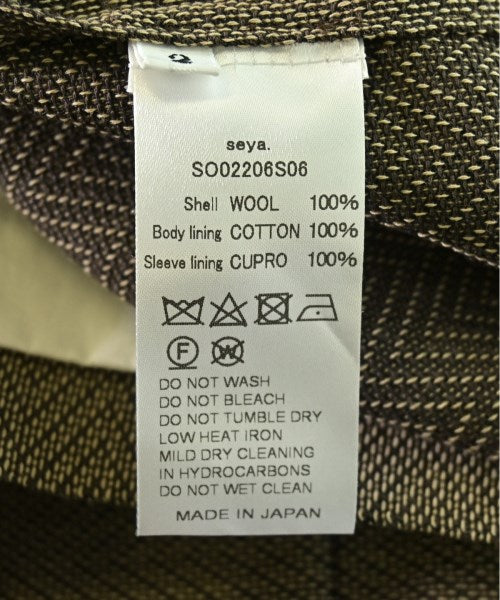 2
seya.
SO02206S06
Shell WOOL 100%
Body lining COTTON 100%
Sleeve lining CUPRO 100%
F W
DO NOT WASH
DO NOT BLEACH
DO NOT TUMBLE DRY
LOW HEAT IRON
MILD DRY CLEANING
IN HYDROCARBONS
DO NOT WET CLEAN
MADE IN JAPAN